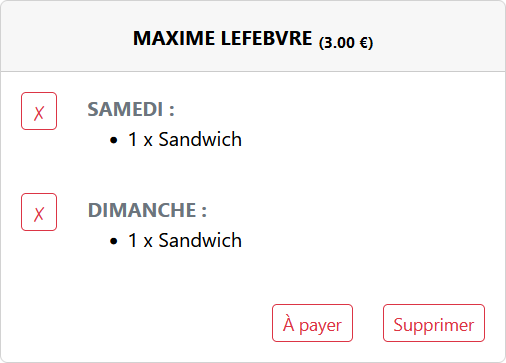 MAXIME LEFEBVRE (3.00 €)
X SAMEDI :
• 1 x Sandwich
X DIMANCHE :
• 1 x Sandwich
À payer Supprimer